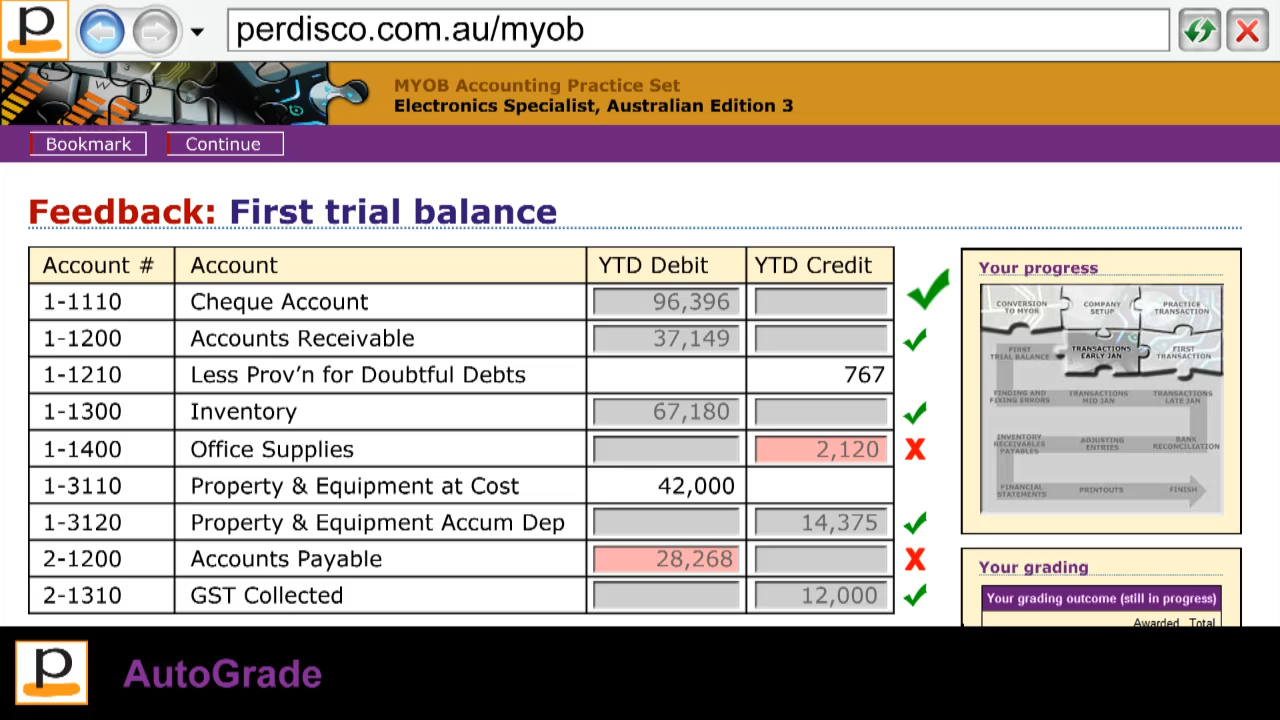 p
perdisco.com.au/myob
MYOB Accounting Practice Set
Electronics Specialist, Australian Edition 3
Bookmark Continue
Feedback: First trial balance
Account # Account YTD Debit YTD Credit
1-1110 Cheque Account 96,396
1-1200 Accounts Receivable 37,149
1-1210 Less Prov’n for Doubtful Debts 767
1-1300 Inventory 67,180
1-1400 Office Supplies 2,120 X
1-3110 Property & Equipment at Cost 42,000
1-3120 Property & Equipment Accum Dep 14,375
2-1200 Accounts Payable 28,268 X
2-1310 GST Collected 12,000
Your progress
CONVERSION TO MYOB
COMPANY SETUP
PRACTICE TRANSACTION
FIRST TRIAL BALANCE
TRANSACTIONS EARLY JAN
FIRST TRANSACTION
FINDING AND FIXING ERRORS
TRANSACTIONS MID JAN
TRANSACTIONS LATE JAN
INVENTORY RECEIVABLES PAYABLES
ADJUSTING ENTRIES
BANK RECONCILIATION
FINANCIAL STATEMENTS
PRINTOUTS
FINISH
Your grading
Your grading outcome (still in progress)
Awarded Total
p AutoGrade